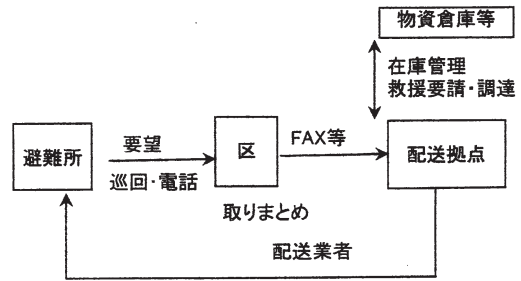 物資倉庫等
在庫管理
救援要請・調達
避難所
要望
巡回・電話
区
FAX等
配送拠点
取りまとめ
配送業者